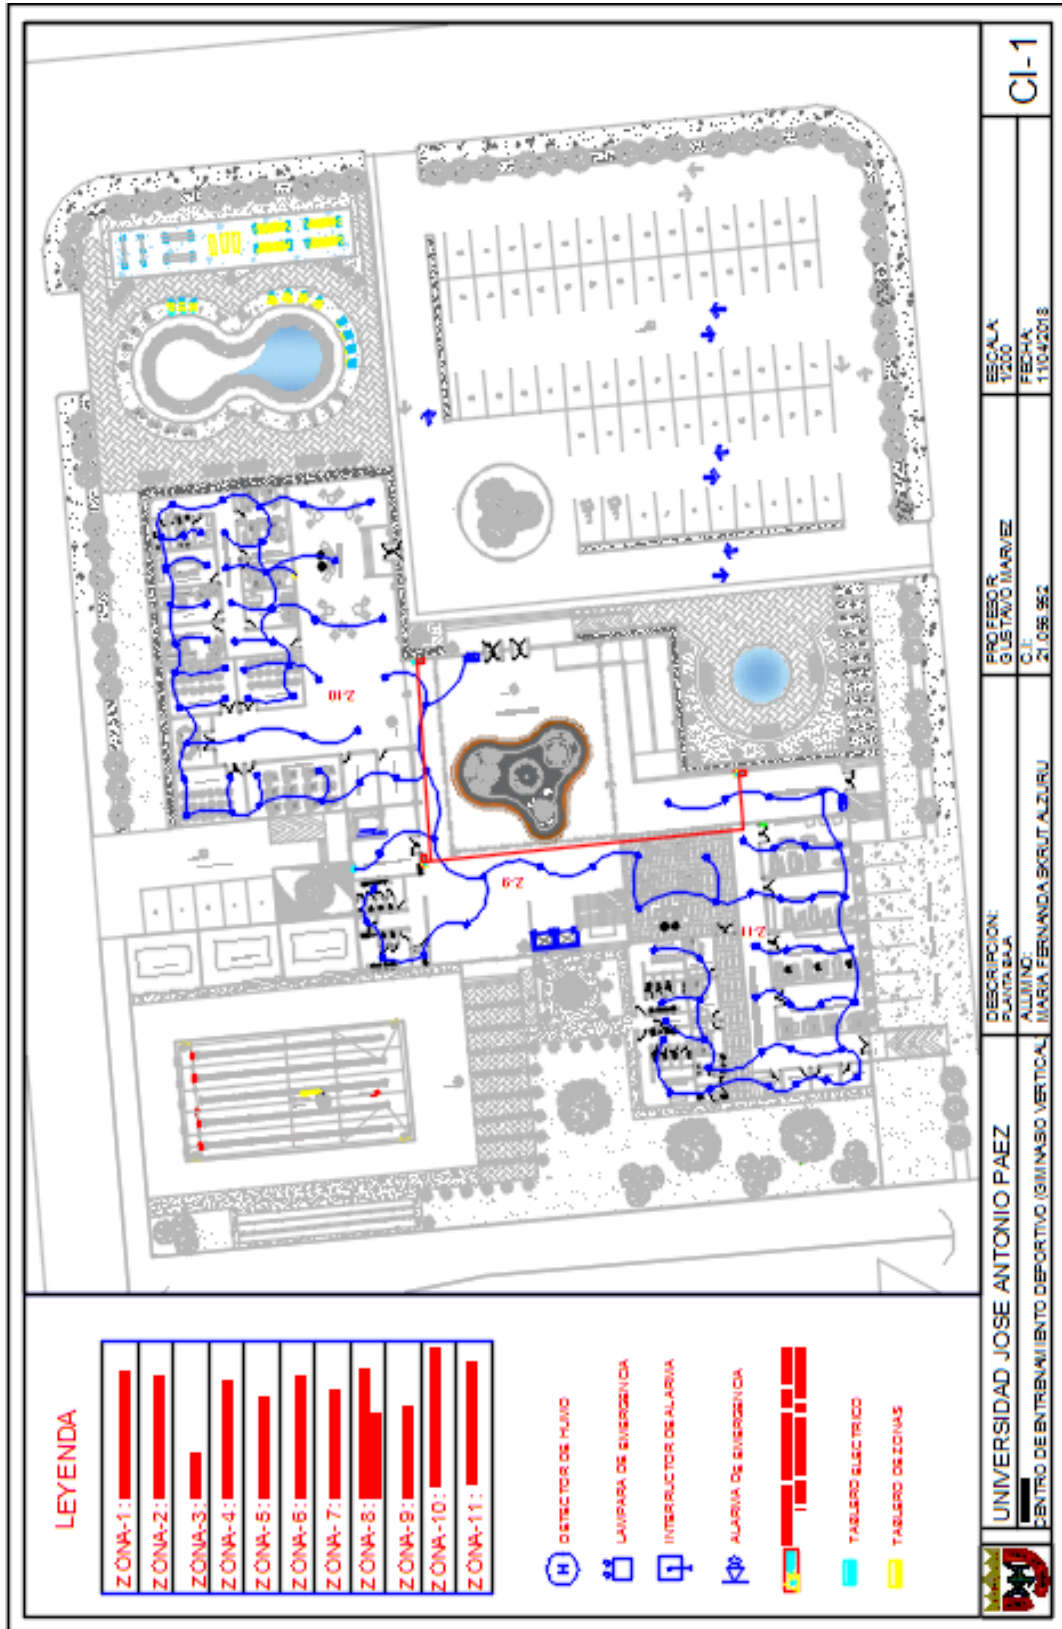 LEYENDA
ZONA-1:
ZONA-2:
ZONA-3:
ZONA-4:
ZONA-5:
ZONA-6:
ZONA-7:
ZONA-8:
ZONA-9:
ZONA-10:
ZONA-11:
H DETECTOR DE HUMO
LAMPARA DE EMERGENCIA
INTERRUCTOR DE ALARMA
ALARMA DE EMERGENCIA
TABLERO ELECTRICO
TABLERO DE ZONAS
Z-10
Z-9
Z-11
UNIVERSIDAD JOSE ANTONIO PAEZ
CENTRO DE ENTRENAMIENTO DEPORTIVO (GIMNASIO VERTICAL
DESCRIPCION:
PLANTA BAJA
ALUMNO:
MARIA FERNANDA SKRUT AUZURU
PROFESOR:
GUSTAVO MARVEZ
C.I:
21.056.952
ESCALA:
1/200
FECHA:
11/04/2018
CI-1